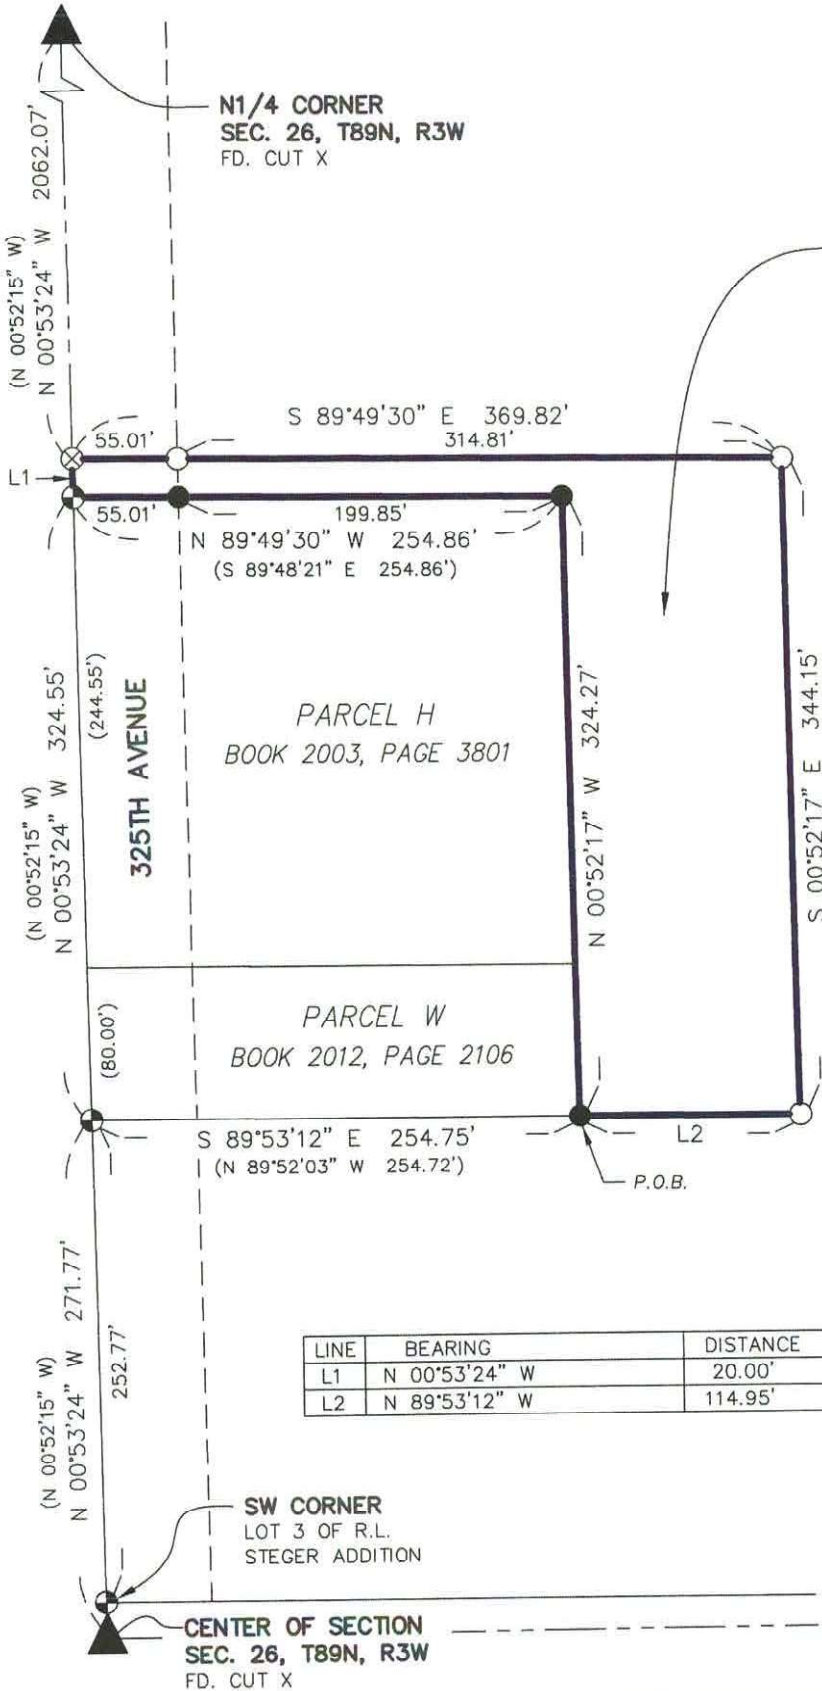 N1/4 CORNER
SEC. 26, T89N, R3W
FD. CUT X
(N 00°52'15" W)
N 00°53'24" W 2062.07'
S 89°49'30" E 369.82'
55.01'
314.81'
L1
55.01'
199.85'
N 89°49'30" W 254.86'
(S 89°48'21" E 254.86')
(N 00°52'15" W)
N 00°53'24" W 324.55'
(244.55')
325TH AVENUE
PARCEL H
BOOK 2003, PAGE 3801
N 00°52'17" W 324.27'
S 00°52'17" E 344.15'
(80.00')
PARCEL W
BOOK 2012, PAGE 2106
S 89°53'12" E 254.75'
(N 89°52'03" W 254.72')
L2
P.O.B.
(N 00°52'15" W)
N 00°53'24" W 271.77'
252.77'
LINE BEARING DISTANCE
L1 N 00°53'24" W 20.00'
L2 N 89°53'12" W 114.95'
SW CORNER
LOT 3 OF R.L.
STEGER ADDITION
CENTER OF SECTION
SEC. 26, T89N, R3W
FD. CUT X